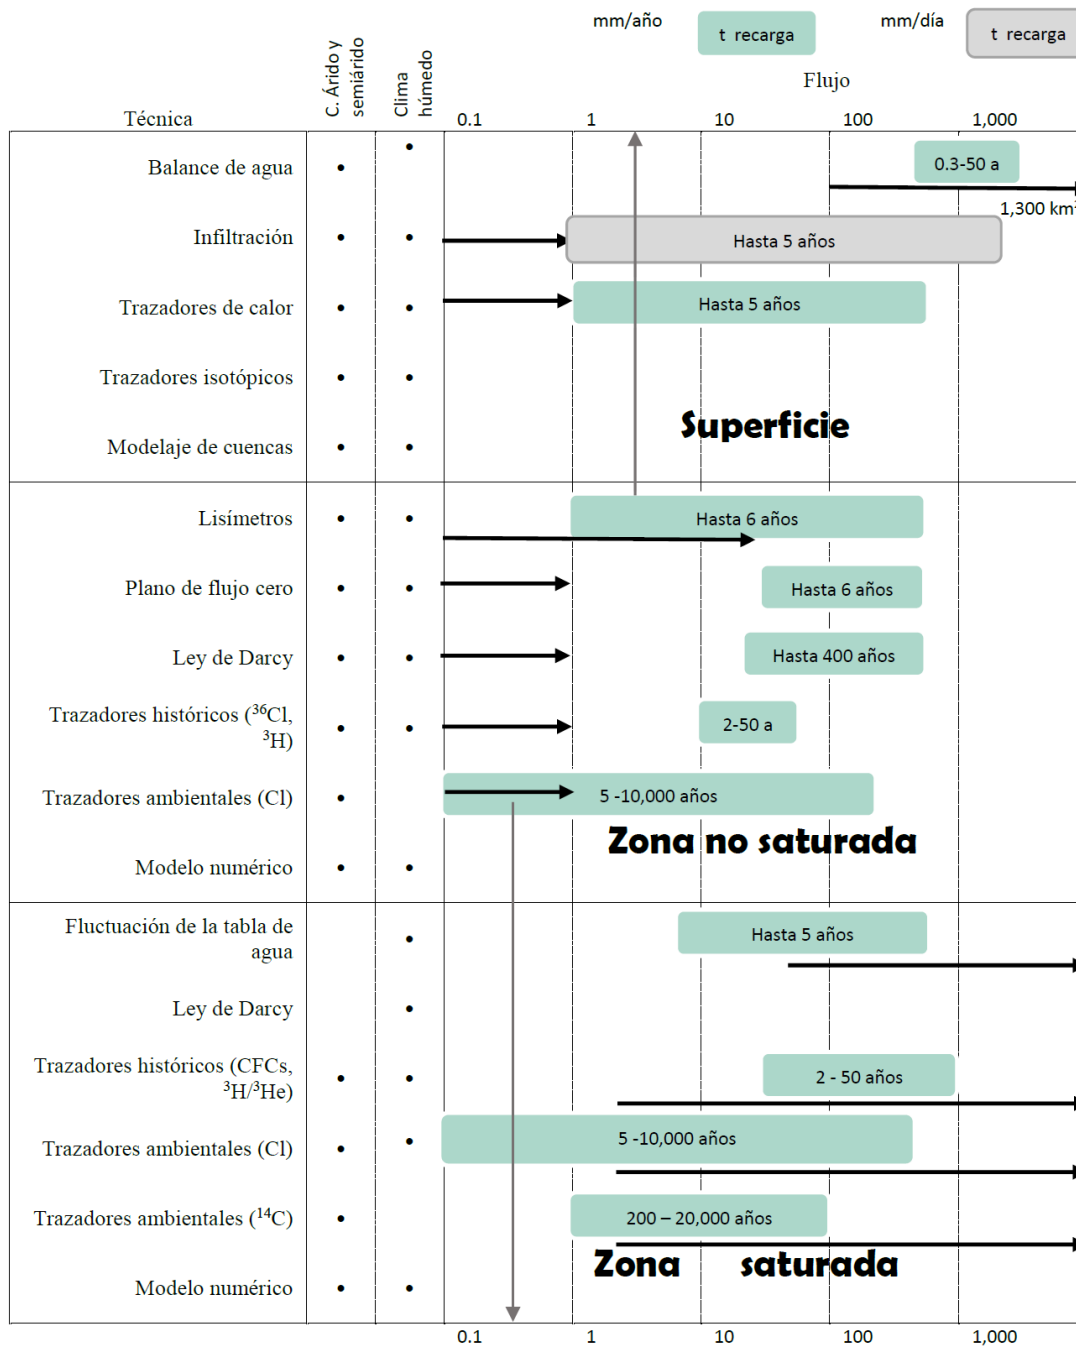 mm/año
t recarga
mm/día
t recarga
C. Árido y
semiárido
Clima
húmedo
Flujo
Técnica
0.1 1 10 100 1,000
Balance de agua • •
0.3-50 a
1,300 km
Infiltración • •
Hasta 5 años
Trazadores de calor • •
Hasta 5 años
Trazadores isotópicos • •
Superficie
Modelaje de cuencas • •
Lisímetros • •
Hasta 6 años
Plano de flujo cero • •
Hasta 6 años
Ley de Darcy • •
Hasta 400 años
Trazadores históricos (³⁶Cl,
³H) • •
2-50 a
Trazadores ambientales (Cl) •
5 -10,000 años
Zona no saturada
Modelo numérico • •
Fluctuación de la tabla de
agua •
Hasta 5 años
Ley de Darcy •
Trazadores históricos (CFCs,
³H/³He) • •
2 - 50 años
Trazadores ambientales (Cl) • •
5 -10,000 años
Trazadores ambientales (¹⁴C) •
200 – 20,000 años
Zona saturada
Modelo numérico • •
0.1 1 10 100 1,000